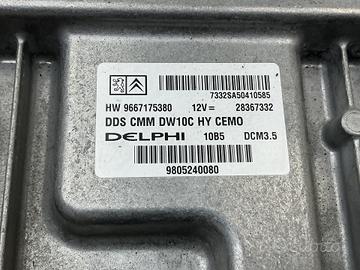 7332SA50410585
HW 9667175380 12V = 28367332
DDS CMM DW10C HY CEMO
DELPHI 10B5 DCM3.5
9805240080